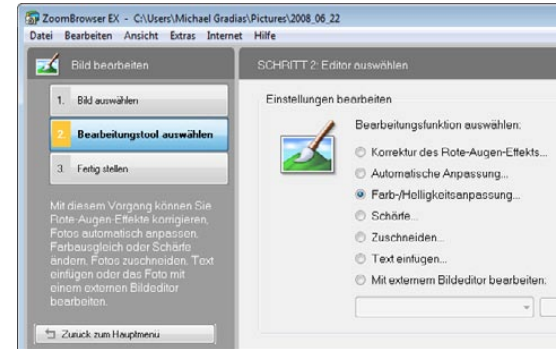 ZoomBrowser EX - C:\Users\Michael Gradias\Pictures\2008_06_22
Datei Bearbeiten Ansicht Extras Internet Hilfe
Bild bearbeiten
1. Bild auswählen
2. Bearbeitungstool auswählen
3. Fertig stellen
Mit diesem Vorgang können Sie
Rote-Augen-Effekte korrigieren,
Fotos automatisch anpassen,
Farbausgleich oder Schärfe
ändern, Fotos zuschneiden, Text
einfügen oder das Foto mit
einem externen Bildeditor
bearbeiten.
Zurück zum Hauptmenü
SCHRITT 2: Editor auswählen
Einstellungen bearbeiten
Bearbeitungsfunktion auswählen:
Korrektur des Rote-Augen-Effekts...
Automatische Anpassung...
Farb-/Helligkeitsanpassung...
Schärfe...
Zuschneiden...
Text einfügen...
Mit externem Bildeditor bearbeiten: